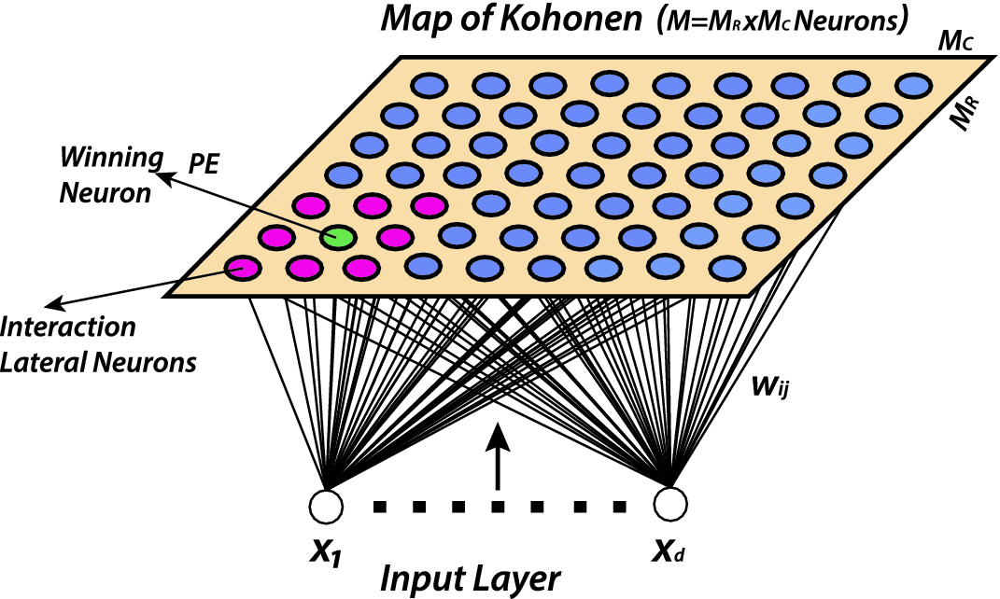 Map of Kohonen (M=MRxMC Neurons)
MC
MR
Winning PE
Neuron
Interaction
Lateral Neurons
wij
x1
xd
Input Layer